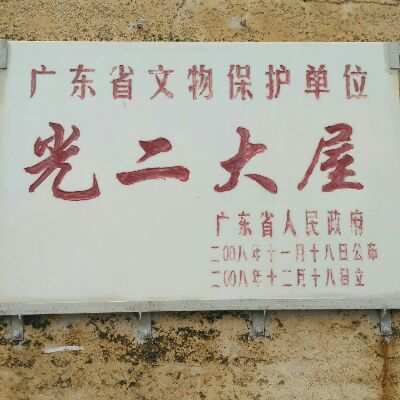 广东省文物保护单位
光二大屋
广东省人民政府
二〇〇八年十一月十八日公布
二〇〇八年十二月十八日立